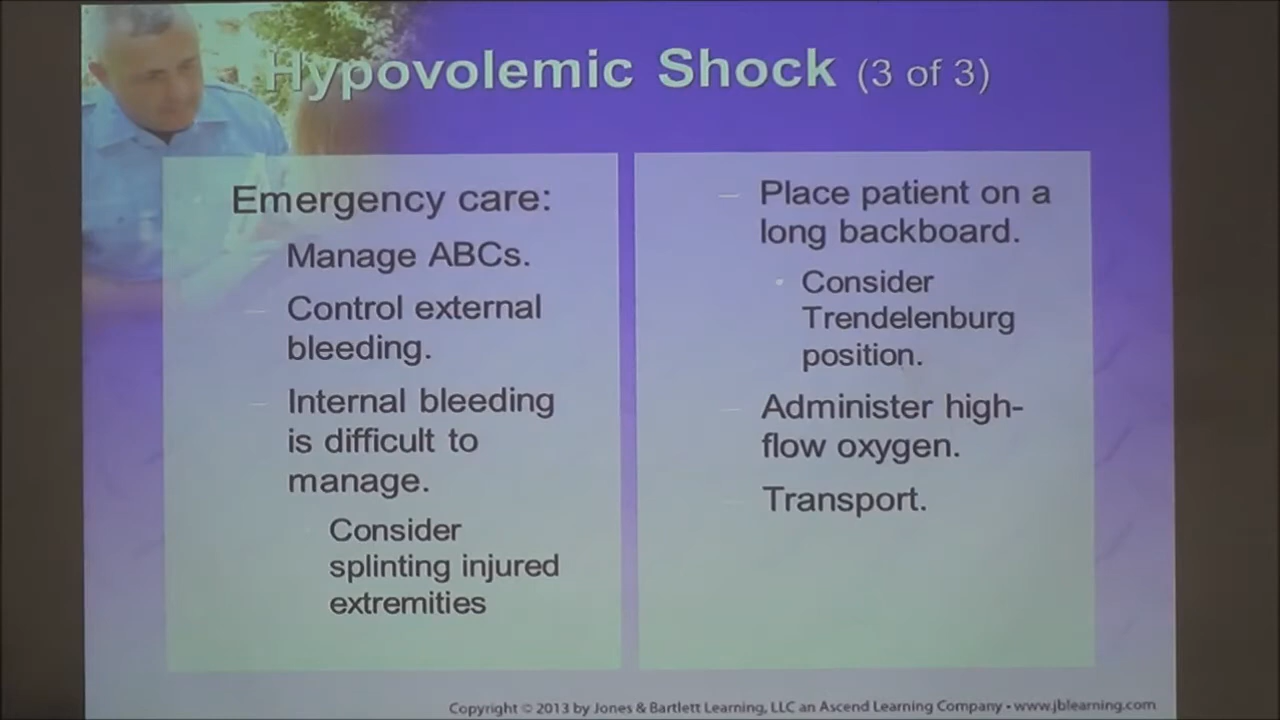 Hypovolemic Shock (3 of 3)
Emergency care:
Manage ABCs.
– Control external
bleeding.
– Internal bleeding
is difficult to
manage.
Consider
splinting injured
extremities
– Place patient on a
long backboard.
• Consider
Trendelenburg
position.
– Administer high-
flow oxygen.
– Transport.
Copyright © 2013 by Jones & Bartlett Learning, LLC an Ascend Learning Company • www.jblearning.com